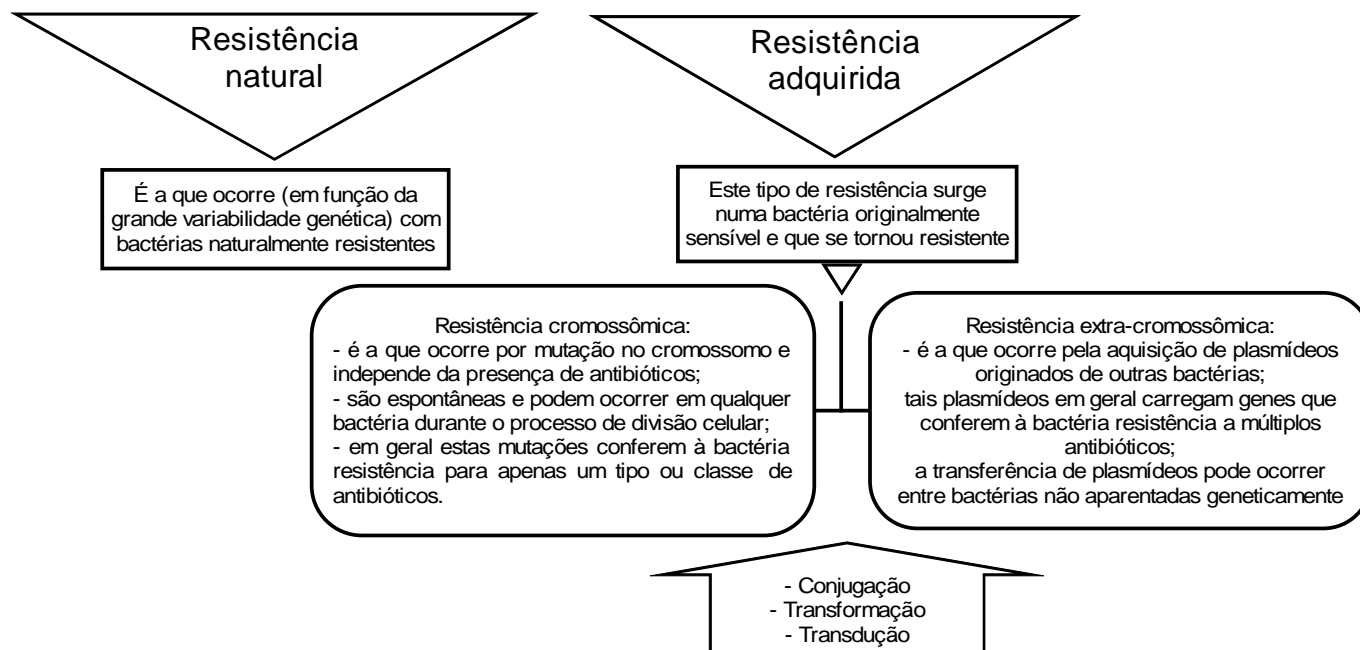 Resistência
natural
Resistência
adquirida
É a que ocorre (em função da
grande variabilidade genética) com
bactérias naturalmente resistentes
Este tipo de resistência surge
numa bactéria originalmente
sensível e que se tornou resistente
Resistência cromossômica:
- é a que ocorre por mutação no cromossomo e
independe da presença de antibióticos;
- são espontâneas e podem ocorrer em qualquer
bactéria durante o processo de divisão celular;
- em geral estas mutações conferem à bactéria
resistência para apenas um tipo ou classe de
antibióticos.
Resistência extra-cromossômica:
- é a que ocorre pela aquisição de plasmídeos
originados de outras bactérias;
tais plasmídeos em geral carregam genes que
conferem à bactéria resistência a múltiplos
antibióticos;
a transferência de plasmídeos pode ocorrer
entre bactérias não aparentadas geneticamente
- Conjugação
- Transformação
- Transdução